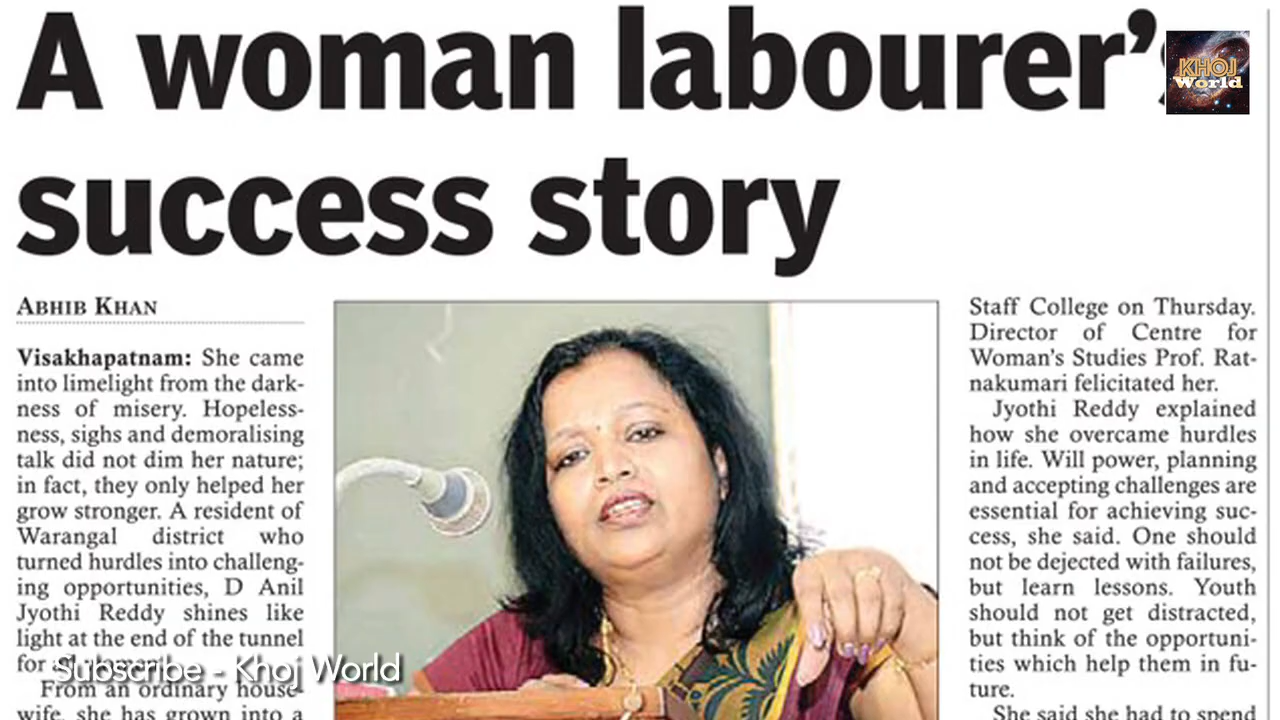 A woman labourer's
success story
KHOJ
World
ABHIB KHAN
Visakhapatnam: She came
into limelight from the dark-
ness of misery. Hopeless-
ness, sighs and demoralising
talk did not dim her nature;
in fact, they only helped her
grow stronger. A resident of
Warangal district who
turned hurdles into challeng-
ing opportunities, D Anil
Jyothi Reddy shines like
light at the end of the tunnel
for
Subscribe - Khoj World
From an ordinary house-
wife, she has grown into a
Staff College on Thursday.
Director of Centre for
Woman's Studies Prof. Rat-
nakumari felicitated her.
Jyothi Reddy explained
how she overcame hurdles
in life. Will power, planning
and accepting challenges are
essential for achieving suc-
cess, she said. One should
not be dejected with failures,
but learn lessons. Youth
should not get distracted,
but think of the opportuni-
ties which help them in fu-
ture.
She said she had to spend